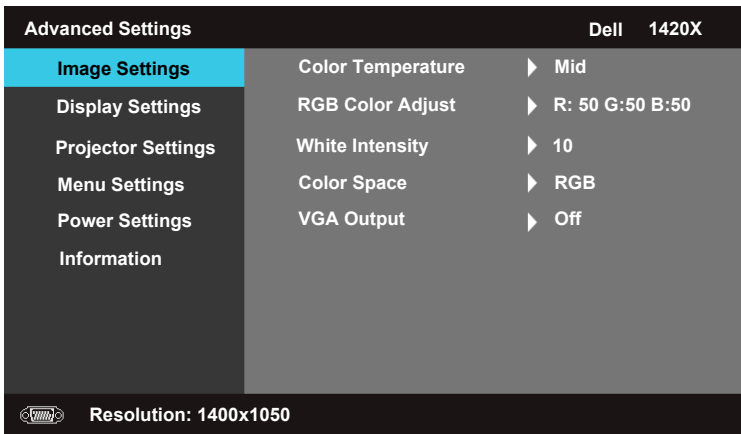 Advanced Settings Dell 1420X
Image Settings Color Temperature Mid
Display Settings RGB Color Adjust R: 50 G:50 B:50
Projector Settings White Intensity 10
Menu Settings Color Space RGB
Power Settings VGA Output Off
Information
Resolution: 1400x1050